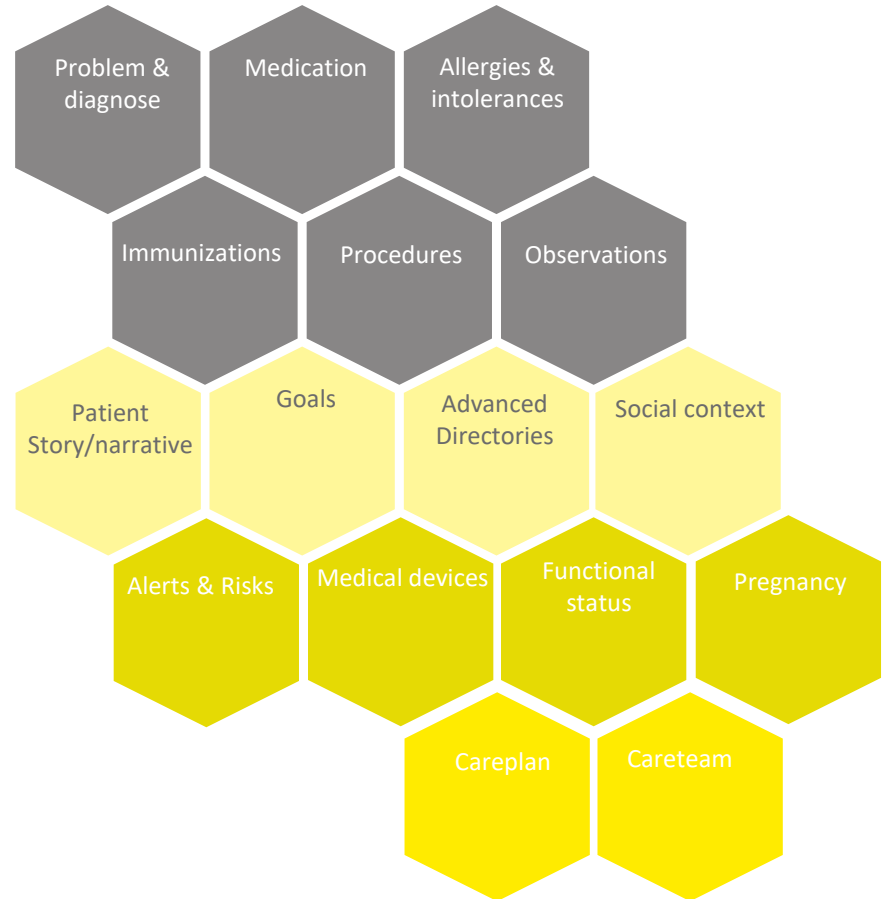 Problem &
diagnose
Medication
Allergies &
intolerances
Immunizations
Procedures
Observations
Patient
Story/narrative
Goals
Advanced
Directories
Social context
Alerts & Risks
Medical devices
Functional
status
Pregnancy
Careplan
Careteam